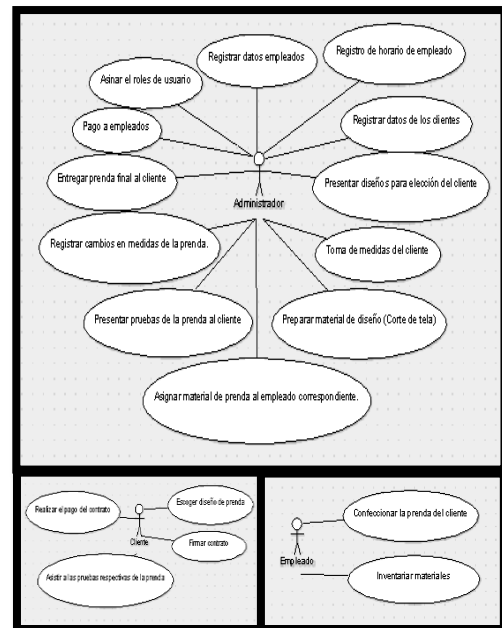 Registrar datos empleados
Registro de horario de empleado
Asinar el roles de usuario
Pago a empleados
Registrar datos de los clientes
Entregar prenda final al cliente
Presentar diseños para elección del cliente
Administrador
Registrar cambios en medidas de la prenda.
Toma de medidas del cliente
Presentar pruebas de la prenda al cliente
Preparar material de diseño (Corte de tela)
Asignar material de prenda al empleado correspondiente.
Realizar el pago del contrato
Escoger diseño de prenda
Cliente
Firmar contrato
Asistir a las pruebas respectivas de la prenda
Confeccionar la prenda del cliente
Empleado
Inventariar materiales